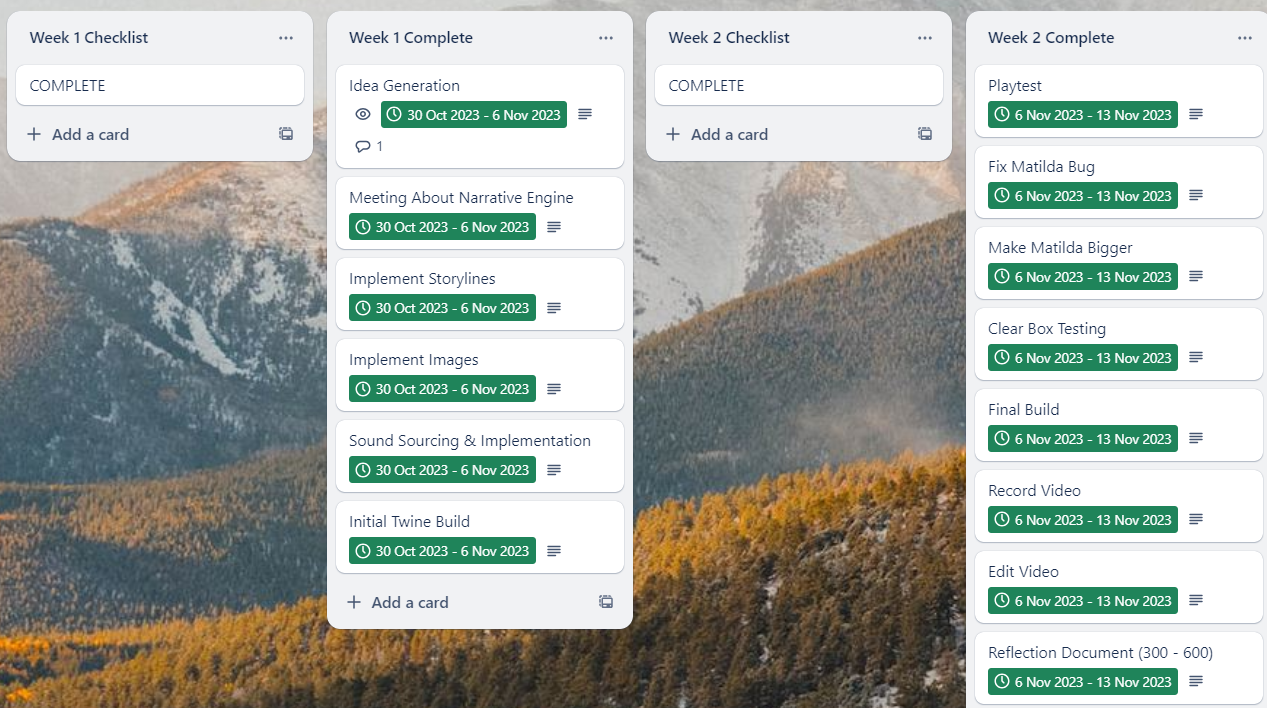 Week 1 Checklist
COMPLETE
Add a card
Week 1 Complete
Idea Generation
30 Oct 2023 - 6 Nov 2023
1
Meeting About Narrative Engine
30 Oct 2023 - 6 Nov 2023
Implement Storylines
30 Oct 2023 - 6 Nov 2023
Implement Images
30 Oct 2023 - 6 Nov 2023
Sound Sourcing & Implementation
30 Oct 2023 - 6 Nov 2023
Initial Twine Build
30 Oct 2023 - 6 Nov 2023
Add a card
Week 2 Checklist
COMPLETE
Add a card
Week 2 Complete
Playtest
6 Nov 2023 - 13 Nov 2023
Fix Matilda Bug
6 Nov 2023 - 13 Nov 2023
Make Matilda Bigger
6 Nov 2023 - 13 Nov 2023
Clear Box Testing
6 Nov 2023 - 13 Nov 2023
Final Build
6 Nov 2023 - 13 Nov 2023
Record Video
6 Nov 2023 - 13 Nov 2023
Edit Video
6 Nov 2023 - 13 Nov 2023
Reflection Document (300 - 600)
6 Nov 2023 - 13 Nov 2023